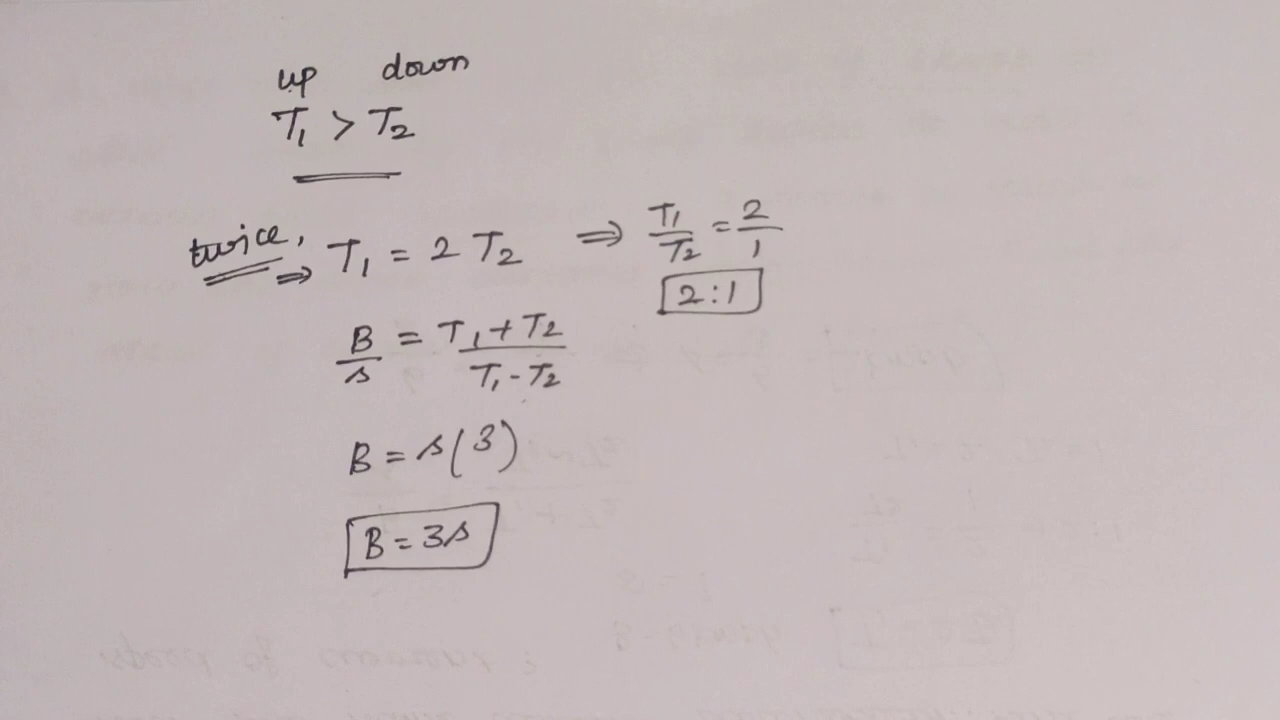 up down
T₁ > T₂
twice, ⇒ T₁ = 2 T₂ ⇒ T₁/T₂ = 2/1
2:1
B/s = T₁ + T₂ / T₁ - T₂
B = s(3)
B = 3s